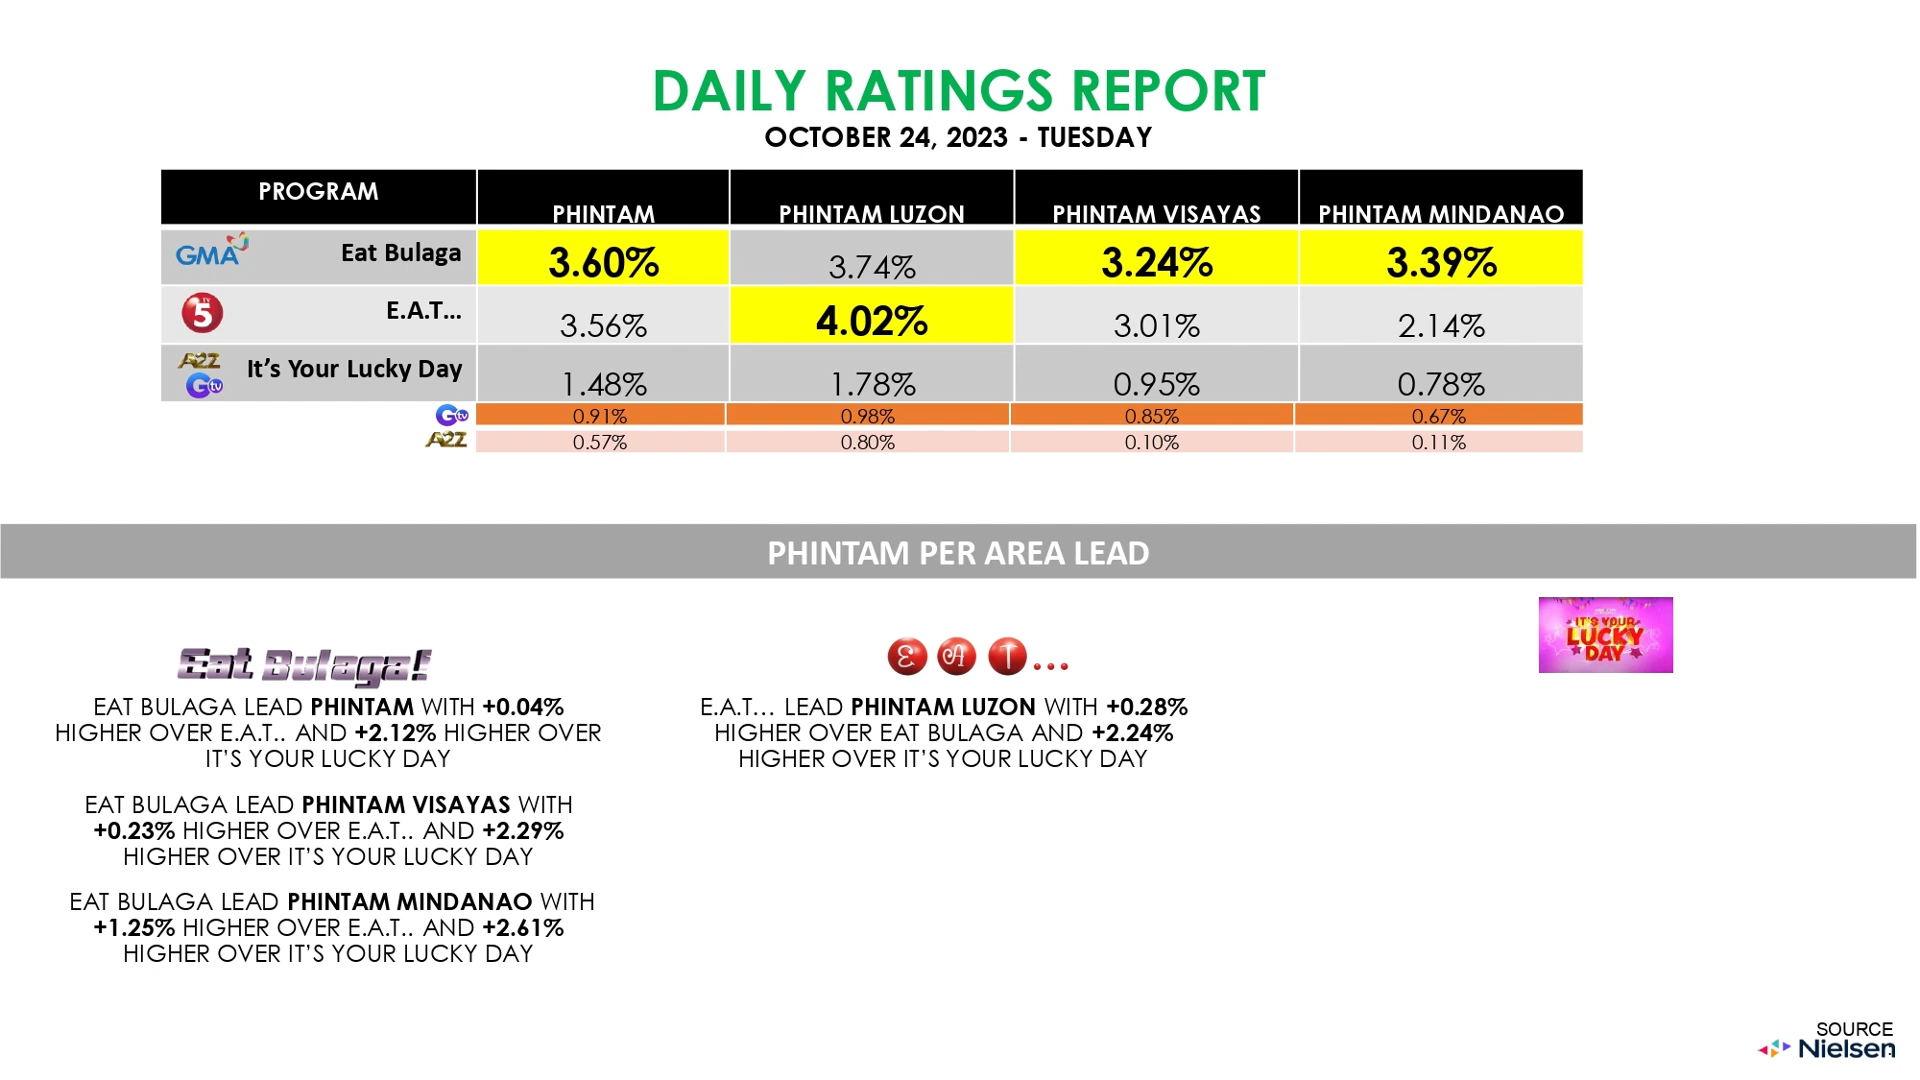 DAILY RATINGS REPORT
OCTOBER 24, 2023 - TUESDAY
PROGRAM PHINTAM PHINTAM LUZON PHINTAM VISAYAS PHINTAM MINDANAO
GMA Eat Bulaga 3.60% 3.74% 3.24% 3.39%
TV 5 E.A.T... 3.56% 4.02% 3.01% 2.14%
A2Z Gtv It’s Your Lucky Day 1.48% 1.78% 0.95% 0.78%
Gtv 0.91% 0.98% 0.85% 0.67%
A2Z 0.57% 0.80% 0.10% 0.11%
PHINTAM PER AREA LEAD
Eat Bulaga!
EAT BULAGA LEAD PHINTAM WITH +0.04%
HIGHER OVER E.A.T.. AND +2.12% HIGHER OVER
IT’S YOUR LUCKY DAY
EAT BULAGA LEAD PHINTAM VISAYAS WITH
+0.23% HIGHER OVER E.A.T.. AND +2.29%
HIGHER OVER IT’S YOUR LUCKY DAY
EAT BULAGA LEAD PHINTAM MINDANAO WITH
+1.25% HIGHER OVER E.A.T.. AND +2.61%
HIGHER OVER IT’S YOUR LUCKY DAY
EAT...
E.A.T... LEAD PHINTAM LUZON WITH +0.28%
HIGHER OVER EAT BULAGA AND +2.24%
HIGHER OVER IT’S YOUR LUCKY DAY
IT'S YOUR
LUCKY
DAY
SOURCE
Nielsen